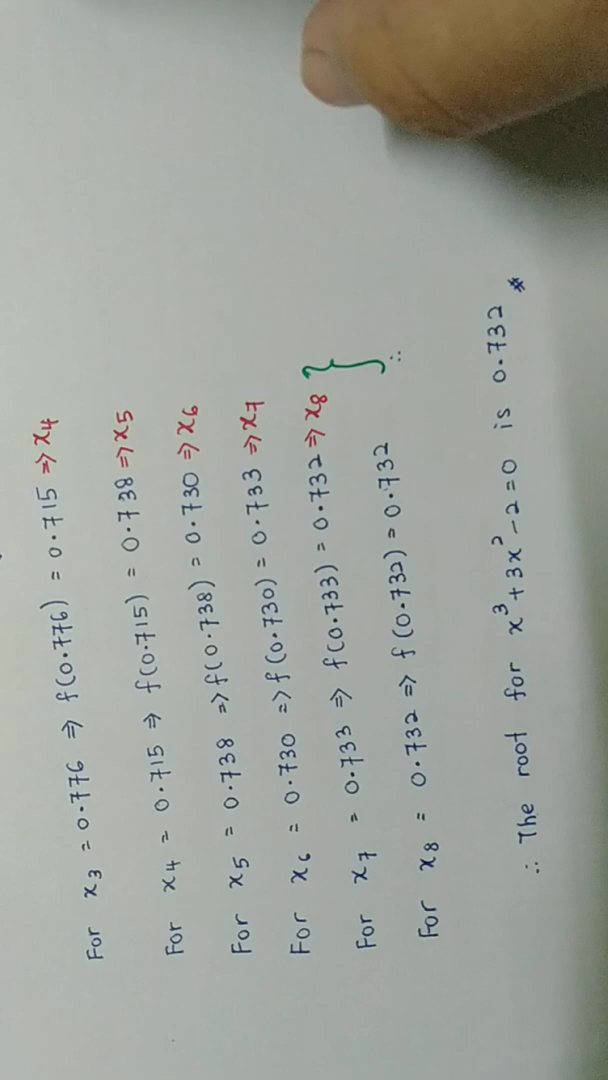 For x₃ = 0.776 ⇒ f(0.776) = 0.715 ⇒ x₄
For x₄ = 0.715 ⇒ f(0.715) = 0.738 ⇒ x₅
For x₅ = 0.738 ⇒ f(0.738) = 0.730 ⇒ x₆
For x₆ = 0.730 ⇒ f(0.730) = 0.733 ⇒ x₇
For x₇ = 0.733 ⇒ f(0.733) = 0.732 ⇒ x₈
For x₈ = 0.732 ⇒ f(0.732) = 0.732
∴ The root for x³ + 3x² - 2 = 0 is 0.732 *